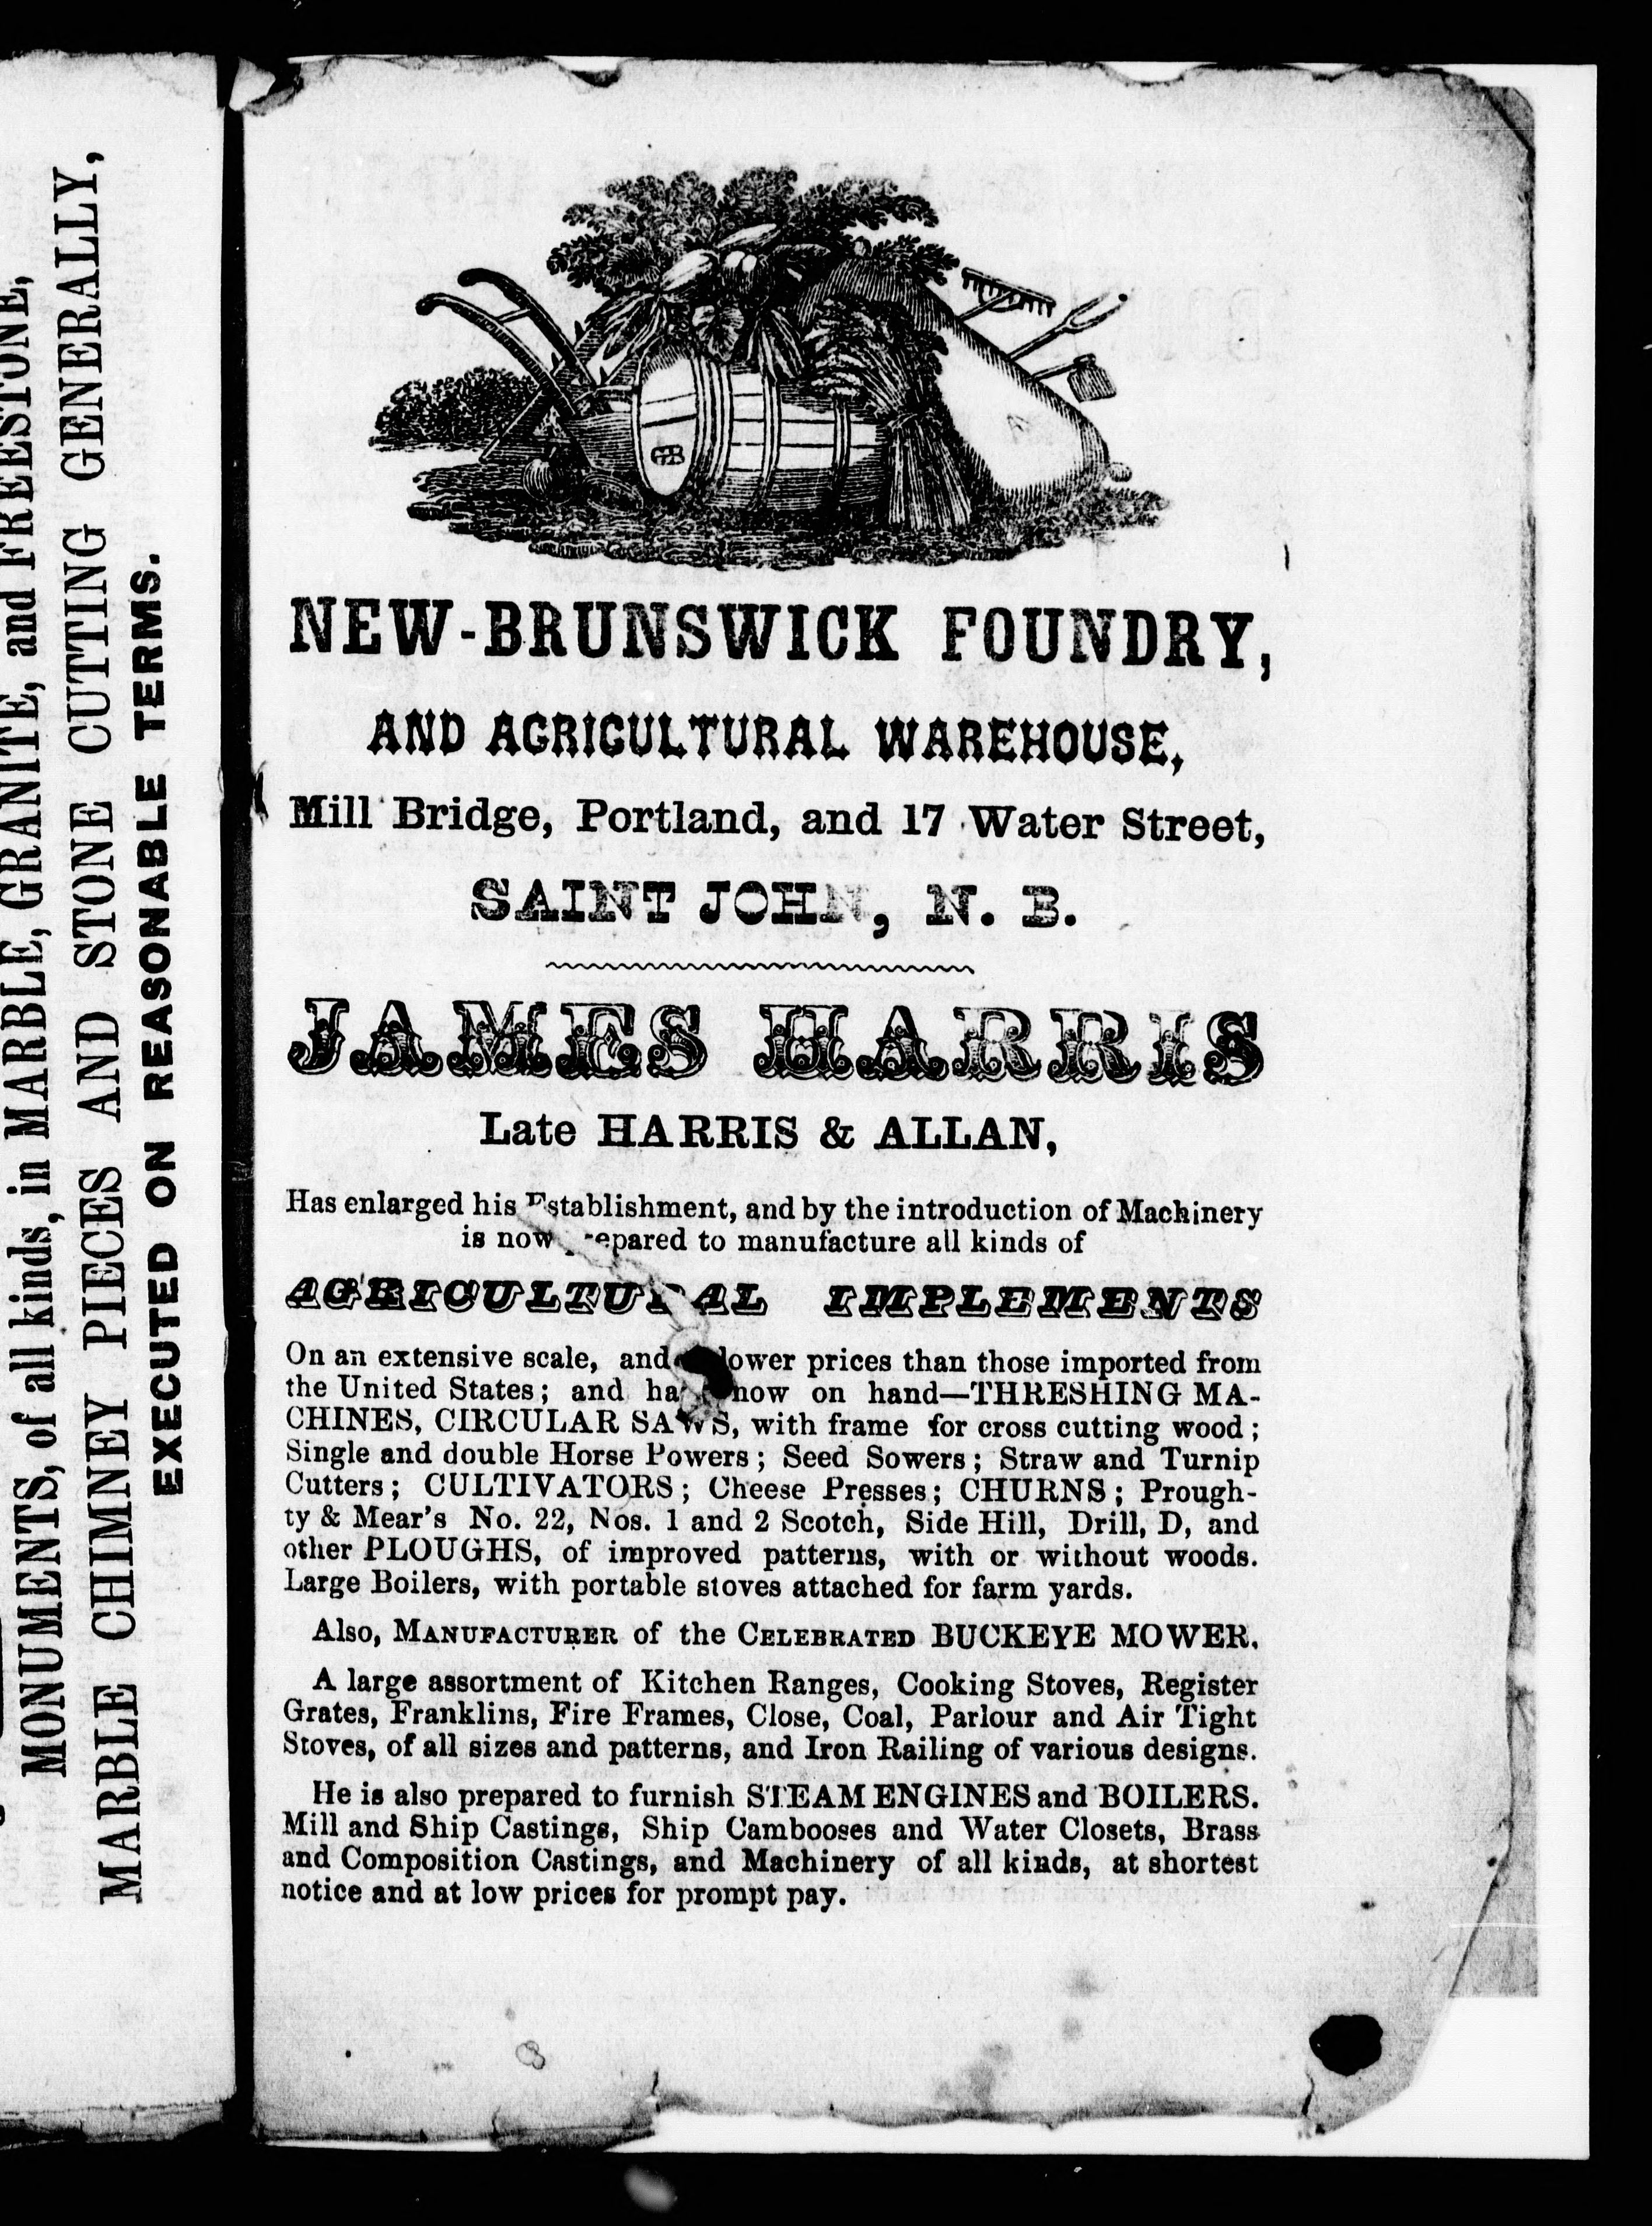 MONUMENTS, of all kinds, in MARBLE, GRANITE, and FREESTONE,
MARBLE CHIMNEY PIECES AND STONE CUTTING GENERALLY,
EXECUTED ON REASONABLE TERMS.
GB
NEW-BRUNSWICK FOUNDRY,
AND AGRICULTURAL WAREHOUSE,
Mill Bridge, Portland, and 17 Water Street,
SAINT JOHN, N. B.
JAMES HARRIS
Late HARRIS & ALLAN,
Has enlarged his Establishment, and by the introduction of Machinery
is now prepared to manufacture all kinds of
AGRICULTURAL IMPLEMENTS
On an extensive scale, and lower prices than those imported from
the United States; and has now on hand—THRESHING MA-
CHINES, CIRCULAR SAWS, with frame for cross cutting wood;
Single and double Horse Powers; Seed Sowers; Straw and Turnip
Cutters; CULTIVATORS; Cheese Presses; CHURNS; Prough-
ty & Mear's No. 22, Nos. 1 and 2 Scotch, Side Hill, Drill, D, and
other PLOUGHS, of improved patterns, with or without woods.
Large Boilers, with portable stoves attached for farm yards.
Also, MANUFACTURER of the CELEBRATED BUCKEYE MOWER.
A large assortment of Kitchen Ranges, Cooking Stoves, Register
Grates, Franklins, Fire Frames, Close, Coal, Parlour and Air Tight
Stoves, of all sizes and patterns, and Iron Railing of various designs.
He is also prepared to furnish STEAM ENGINES and BOILERS.
Mill and Ship Castings, Ship Cambooses and Water Closets, Brass
and Composition Castings, and Machinery of all kinds, at shortest
notice and at low prices for prompt pay.